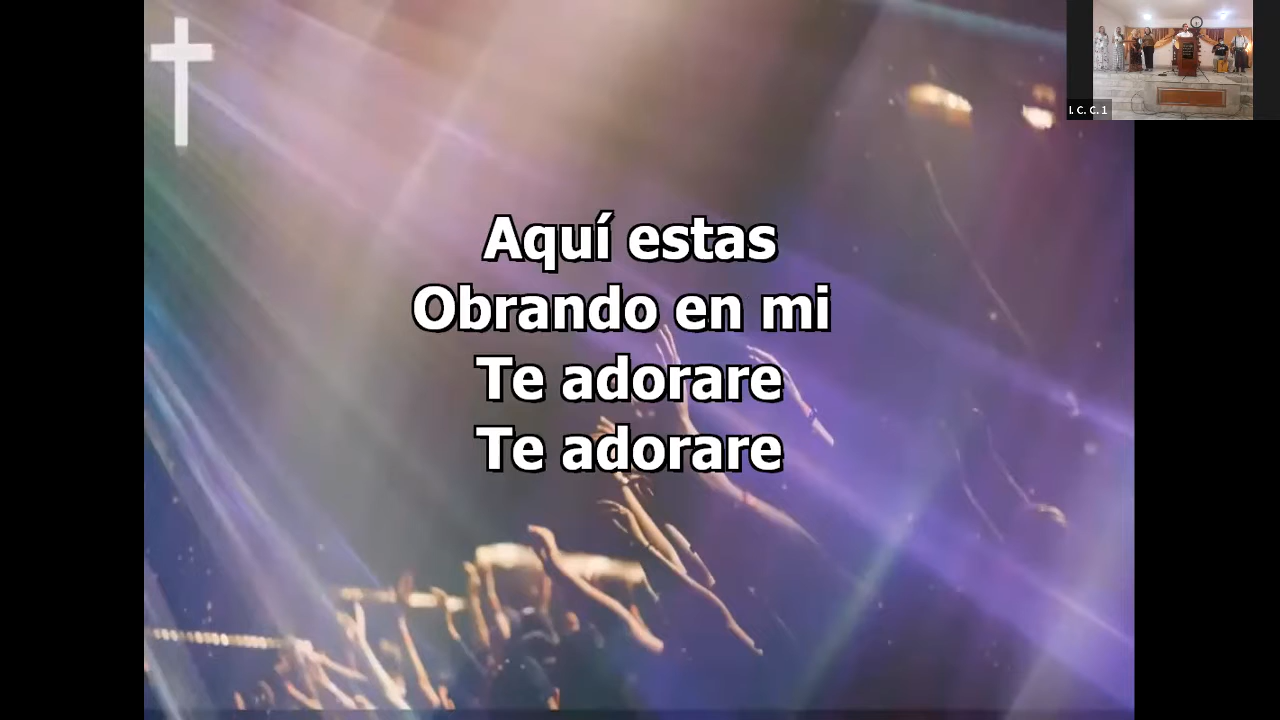 Aquí estas
Obrando en mi
Te adorare
Te adorare
I. C. C. 1